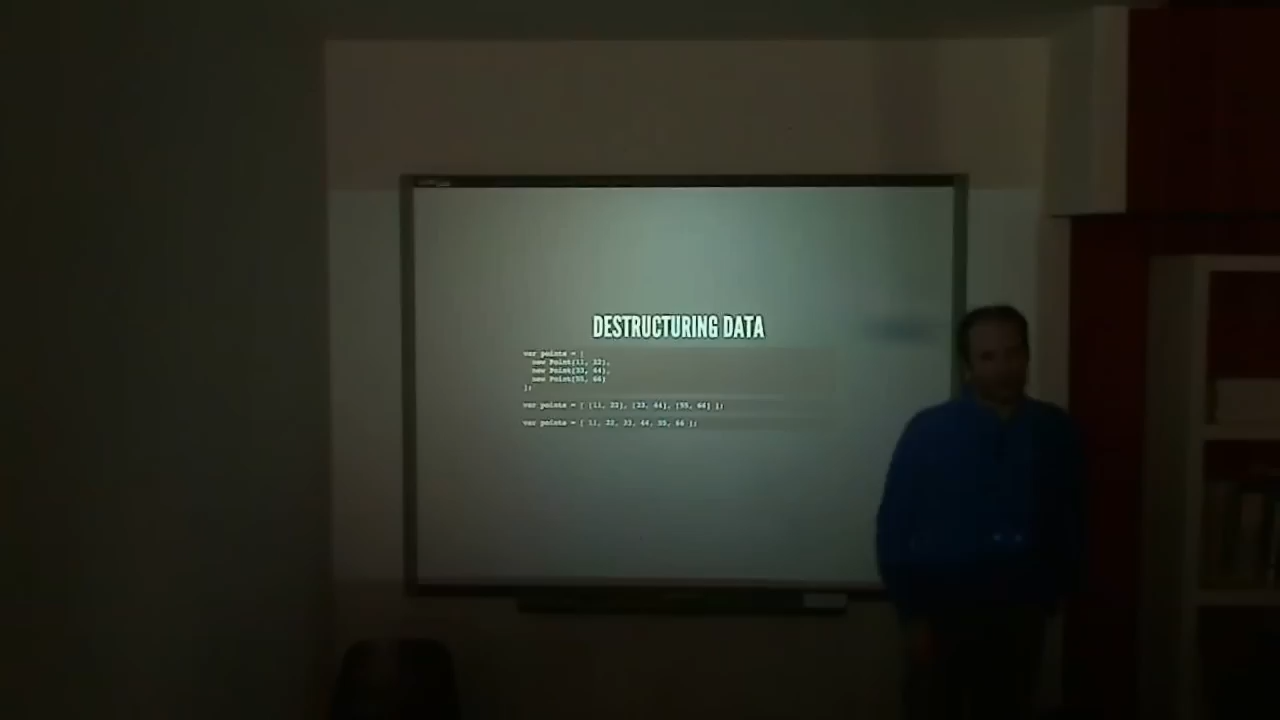 DESTRUCTURING DATA
var points = [
new Point(11, 22),
new Point(33, 44),
new Point(55, 66)
];
var points = [ [11, 22], [33, 44], [55, 66] ];
var points = [ 11, 22, 33, 44, 55, 66 ];